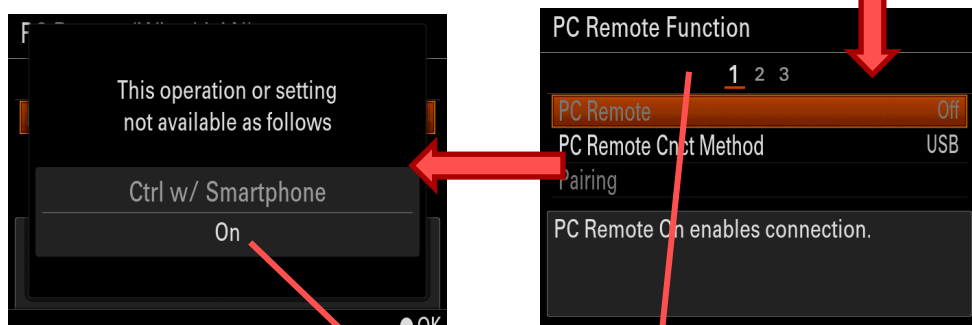 This operation or setting
not available as follows
Ctrl w/ Smartphone
On
OK
PC Remote Function
1 2 3
PC Remote Off
PC Remote Cnct Method USB
Pairing
PC Remote On enables connection.